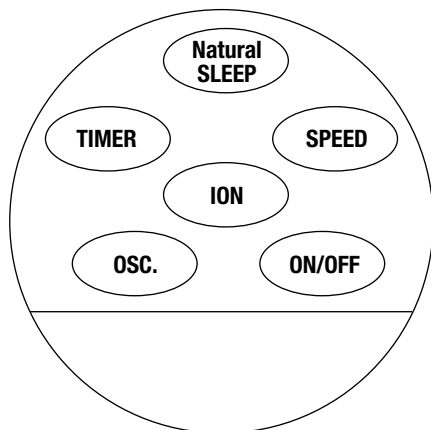 Natural
SLEEP
TIMER
SPEED
ION
OSC.
ON/OFF